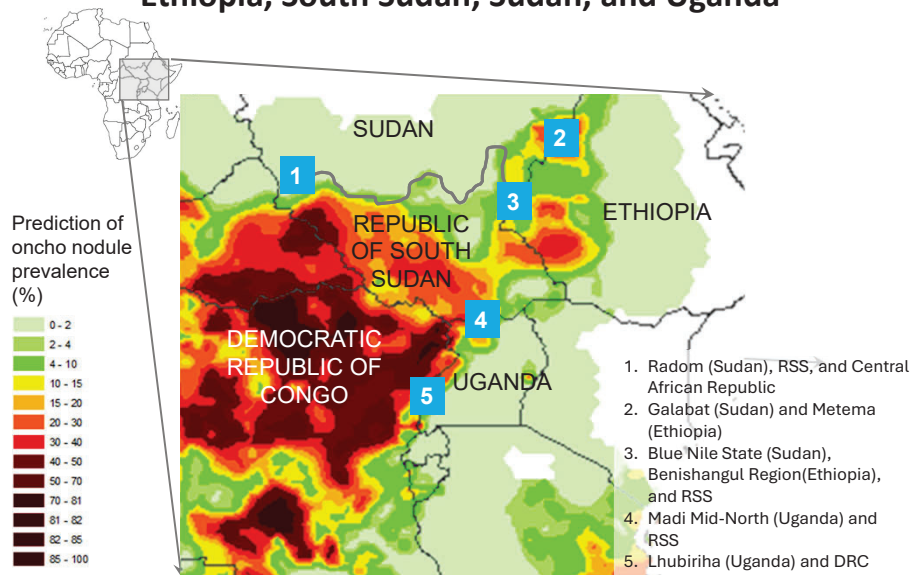 Ethiopia, South Sudan, Sudan, and Uganda
SUDAN
1
2
3
ETHIOPIA
REPUBLIC
OF SOUTH
SUDAN
4
DEMOCRATIC
REPUBLIC OF
CONGO
UGANDA
5
Prediction of
oncho nodule
prevalence
(%)
0 - 2
2 - 4
4 - 10
10 - 15
15 - 20
20 - 30
30 - 40
40 - 50
50 - 70
70 - 81
81 - 82
82 - 85
85 - 100
1. Radom (Sudan), RSS, and Central
African Republic
2. Galabat (Sudan) and Metema
(Ethiopia)
3. Blue Nile State (Sudan),
Benishangul Region(Ethiopia),
and RSS
4. Madi Mid-North (Uganda) and
RSS
5. Lhubiriha (Uganda) and DRC